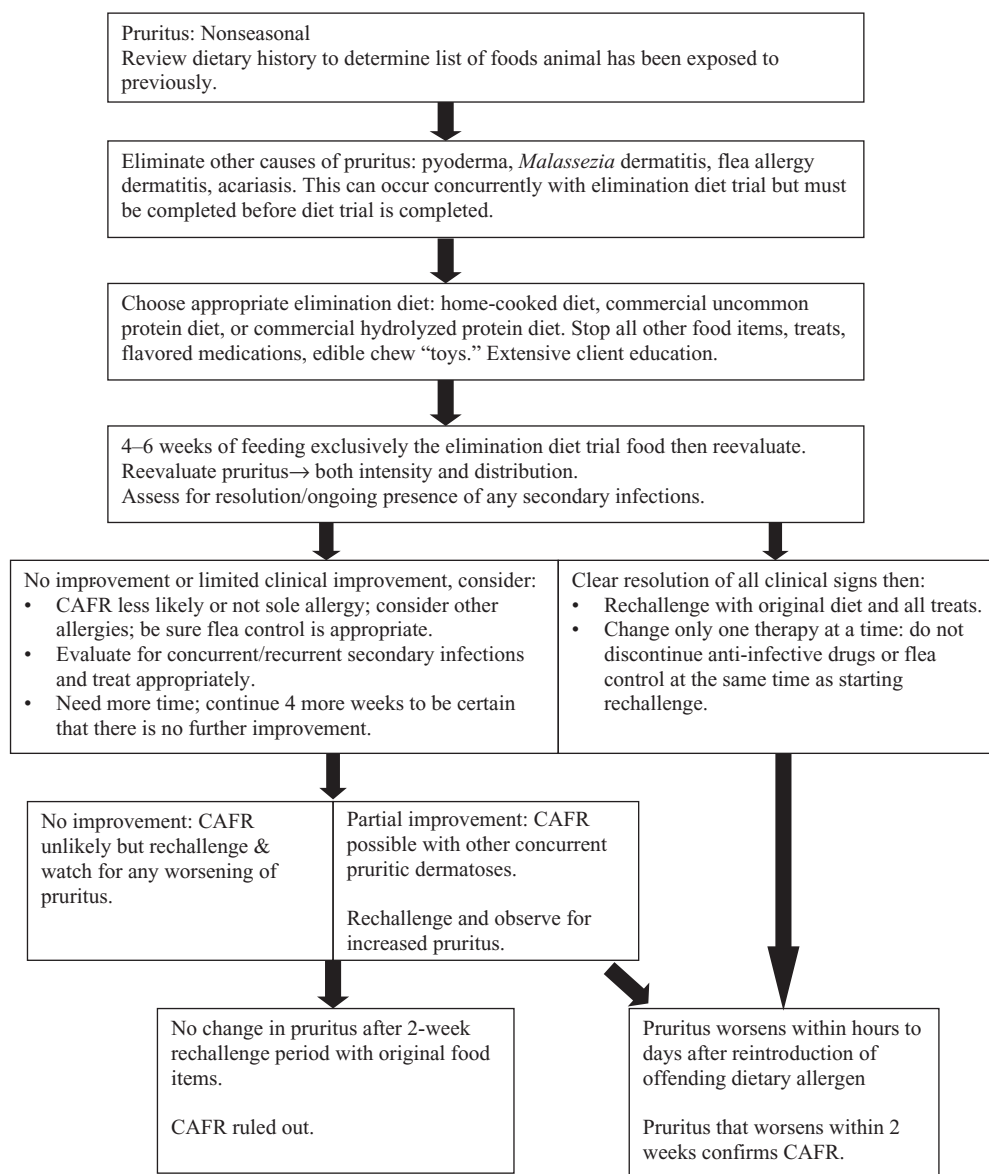 Pruritus: Nonseasonal
Review dietary history to determine list of foods animal has been exposed to
previously.
Eliminate other causes of pruritus: pyoderma, Malassezia dermatitis, flea allergy
dermatitis, acariasis. This can occur concurrently with elimination diet trial but must
be completed before diet trial is completed.
Choose appropriate elimination diet: home-cooked diet, commercial uncommon
protein diet, or commercial hydrolyzed protein diet. Stop all other food items, treats,
flavored medications, edible chew “toys.” Extensive client education.
4–6 weeks of feeding exclusively the elimination diet trial food then reevaluate.
Reevaluate pruritus→ both intensity and distribution.
Assess for resolution/ongoing presence of any secondary infections.
No improvement or limited clinical improvement, consider:
• CAFR less likely or not sole allergy; consider other
allergies; be sure flea control is appropriate.
• Evaluate for concurrent/recurrent secondary infections
and treat appropriately.
• Need more time; continue 4 more weeks to be certain
that there is no further improvement.
Clear resolution of all clinical signs then:
• Rechallenge with original diet and all treats.
• Change only one therapy at a time: do not
discontinue anti-infective drugs or flea
control at the same time as starting
rechallenge.
No improvement: CAFR
unlikely but rechallenge &
watch for any worsening of
pruritus.
Partial improvement: CAFR
possible with other concurrent
pruritic dermatoses.
Rechallenge and observe for
increased pruritus.
No change in pruritus after 2-week
rechallenge period with original food
items.
CAFR ruled out.
Pruritus worsens within hours to
days after reintroduction of
offending dietary allergen
Pruritus that worsens within 2
weeks confirms CAFR.